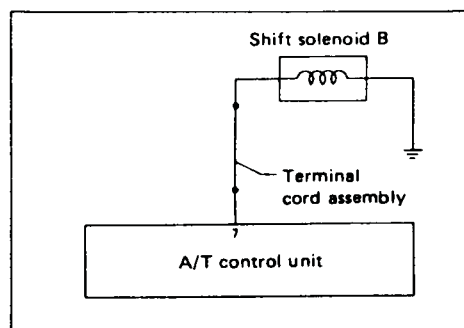 Shift solenoid B
Terminal
cord assembly
7
A/T control unit